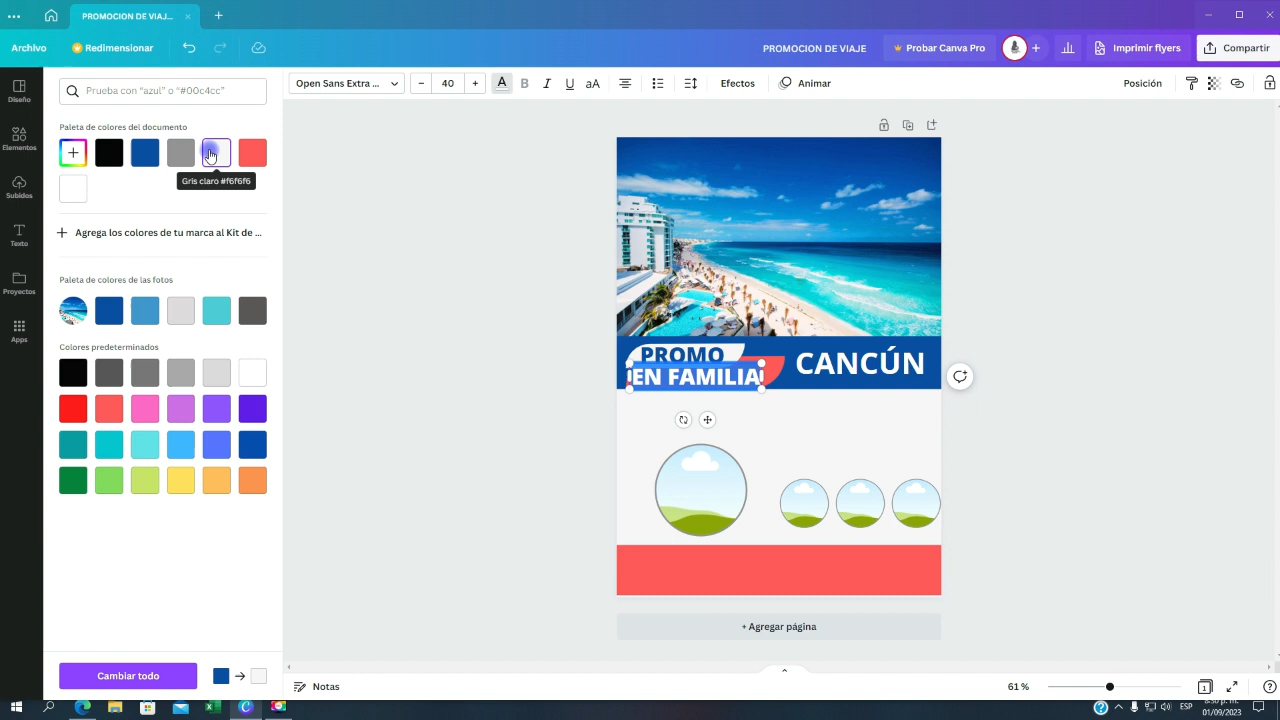 PROMOCION DE VIAJ...
Archivo
Redimensionar
PROMOCION DE VIAJE
Probar Canva Pro
Imprimir flyers
Compartir
Diseño
Elementos
Subidos
Texto
Proyectos
Apps
Prueba con "azul" o "#00c4cc"
Open Sans Extra ...
40
A
B
I
U
aA
Efectos
Animar
Posición
Paleta de colores del documento
Gris claro #f6f6f6
Agrega los colores de tu marca al Kit de ...
Paleta de colores de las fotos
Colores predeterminados
Cambiar todo
PROMO
EN FAMILIA
CANCÚN
+ Agregar página
Notas
61 %
1
ESP
01/09/2023